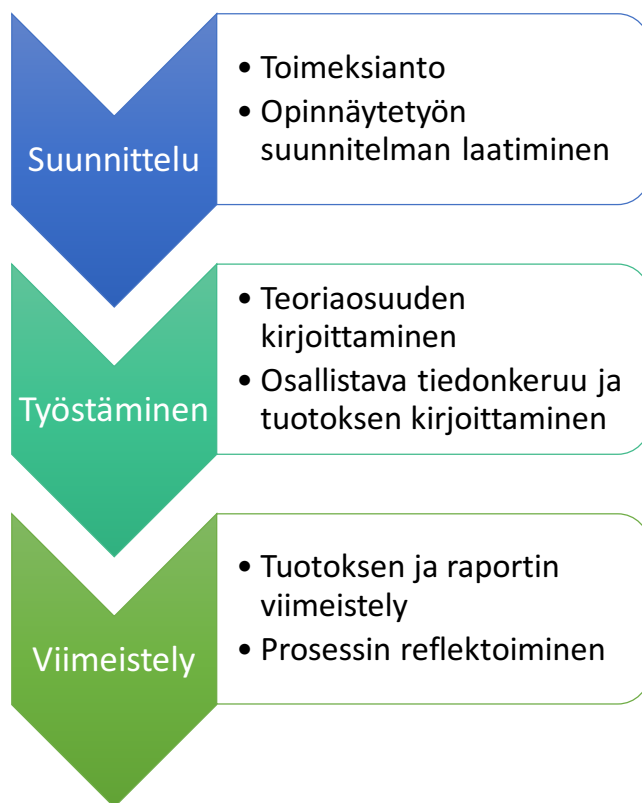 Suunnittelu
• Toimeksianto
• Opinnäytetyön
suunnitelman laatiminen
Työstäminen
• Teoriaosuuden
kirjoittaminen
• Osallistava tiedonkeruu ja
tuotoksen kirjoittaminen
Viimeistely
• Tuotoksen ja raportin
viimeistely
• Prosessin reflektoiminen